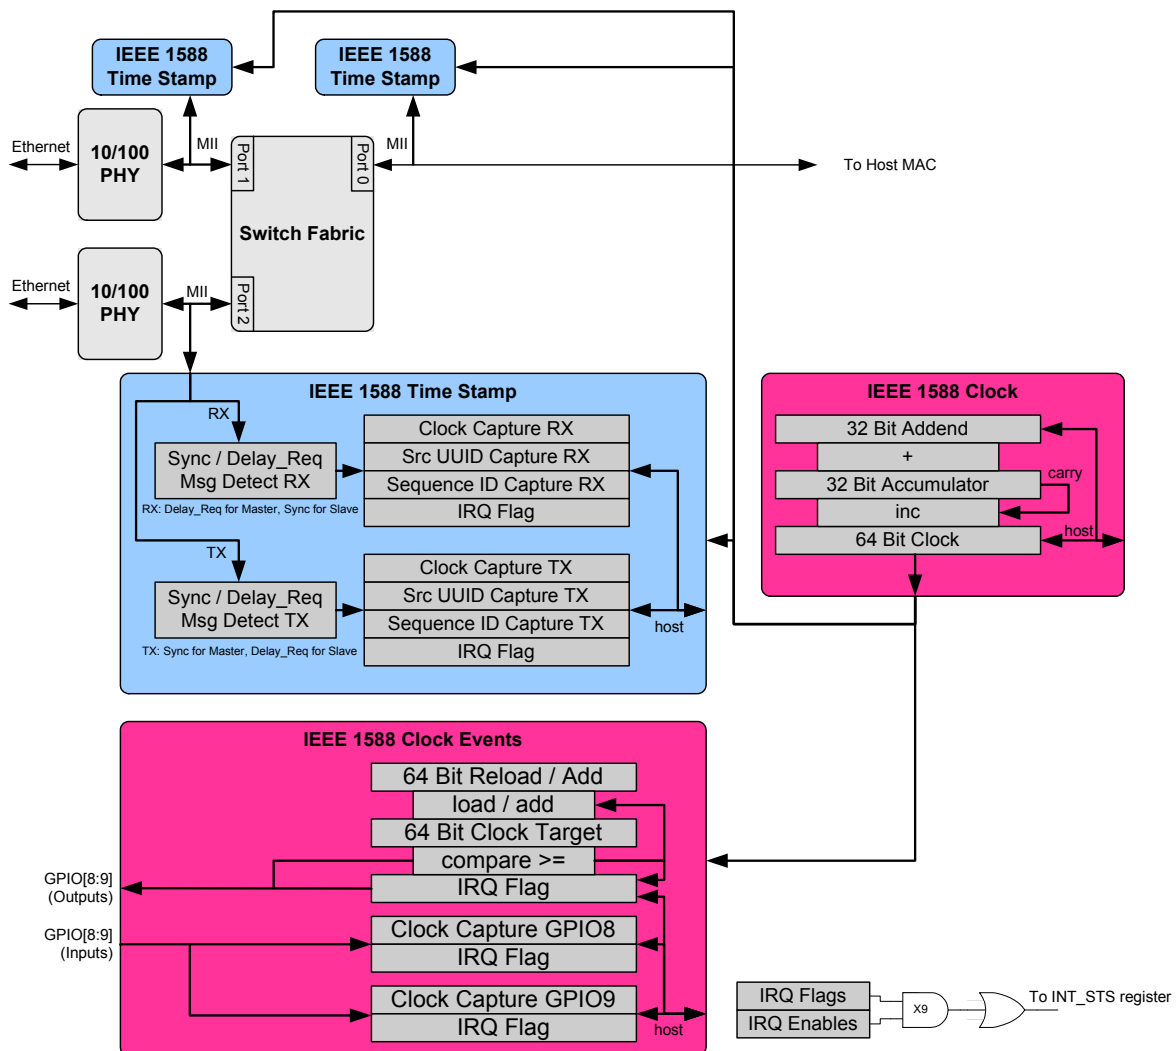 IEEE 1588
Time Stamp
IEEE 1588
Time Stamp
Ethernet
10/100
PHY
MII
Port 1
Port 0
MII
To Host MAC
Switch Fabric
Ethernet
10/100
PHY
MII
Port 2
IEEE 1588 Time Stamp
RX
Sync / Delay_Req
Msg Detect RX
RX: Delay_Req for Master, Sync for Slave
Clock Capture RX
Src UUID Capture RX
Sequence ID Capture RX
IRQ Flag
TX
Sync / Delay_Req
Msg Detect TX
TX: Sync for Master, Delay_Req for Slave
Clock Capture TX
Src UUID Capture TX
Sequence ID Capture TX
IRQ Flag
host
IEEE 1588 Clock
32 Bit Addend
+
32 Bit Accumulator
carry
inc
64 Bit Clock
host
IEEE 1588 Clock Events
64 Bit Reload / Add
load / add
64 Bit Clock Target
compare >=
IRQ Flag
GPIO[8:9]
(Outputs)
GPIO[8:9]
(Inputs)
Clock Capture GPIO8
IRQ Flag
Clock Capture GPIO9
IRQ Flag
host
IRQ Flags
IRQ Enables
X9
To INT_STS register